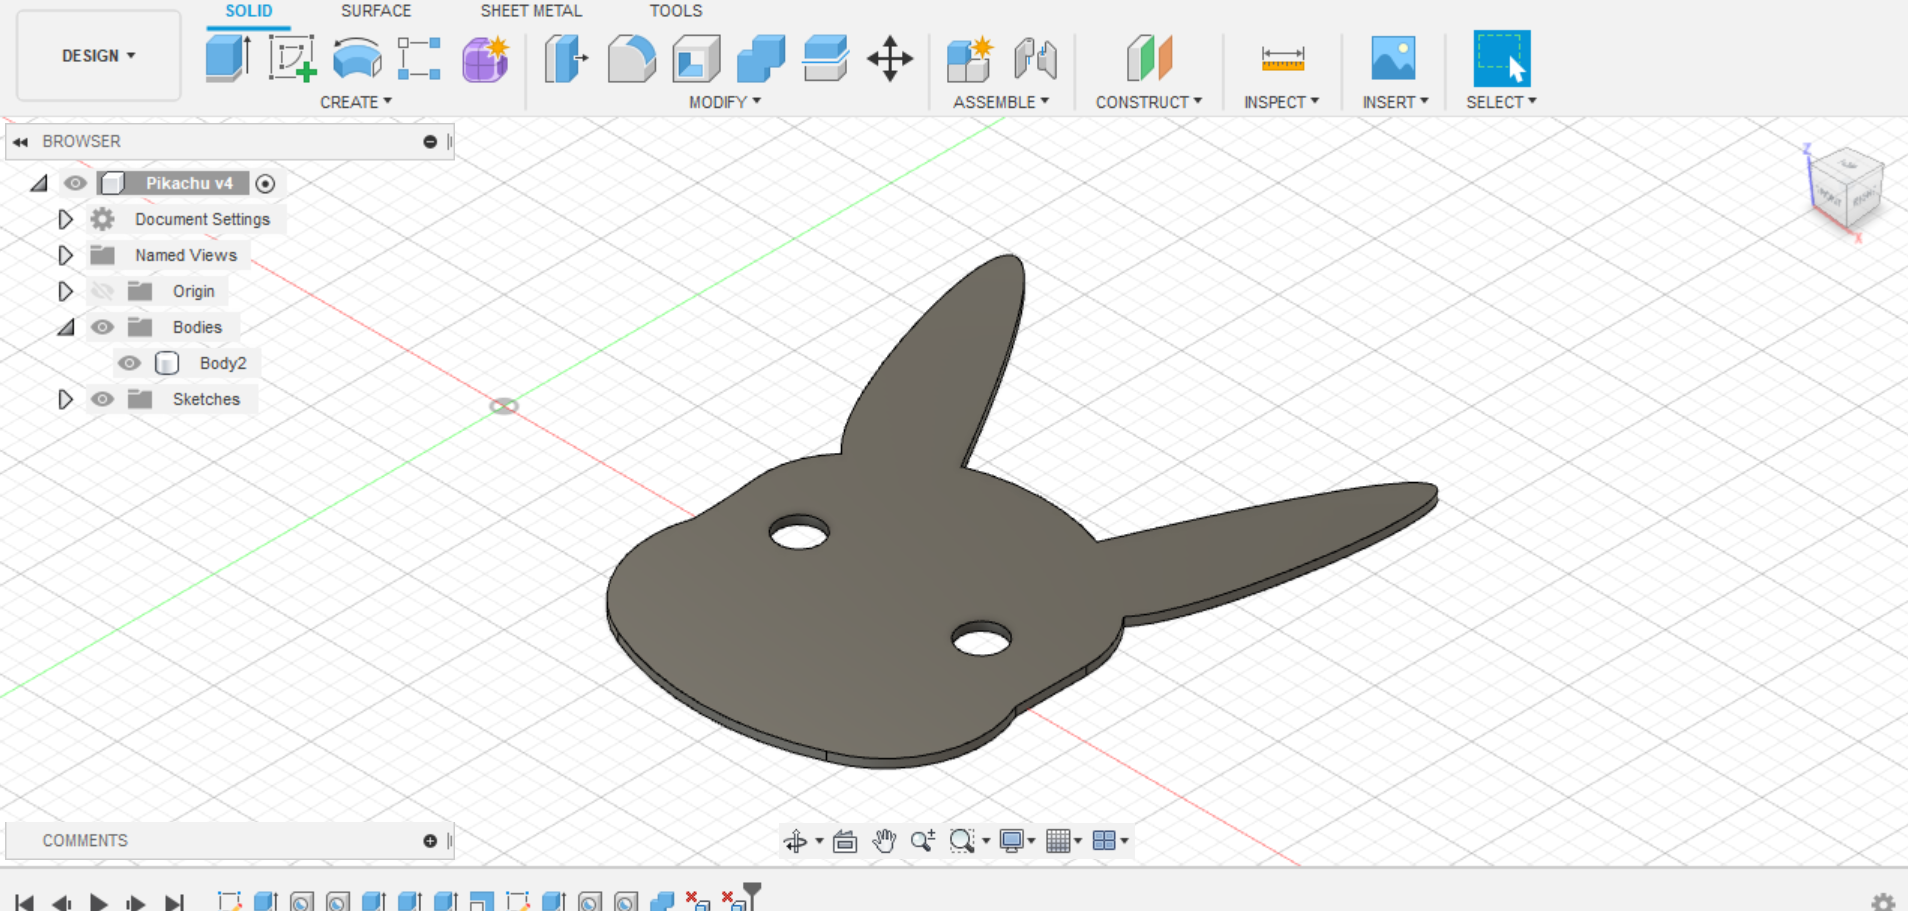 SOLID SURFACE SHEET METAL TOOLS
DESIGN
CREATE MODIFY ASSEMBLE CONSTRUCT INSPECT INSERT SELECT
BROWSER
Pikachu v4
Document Settings
Named Views
Origin
Bodies
Body2
Sketches
Z
X
COMMENTS